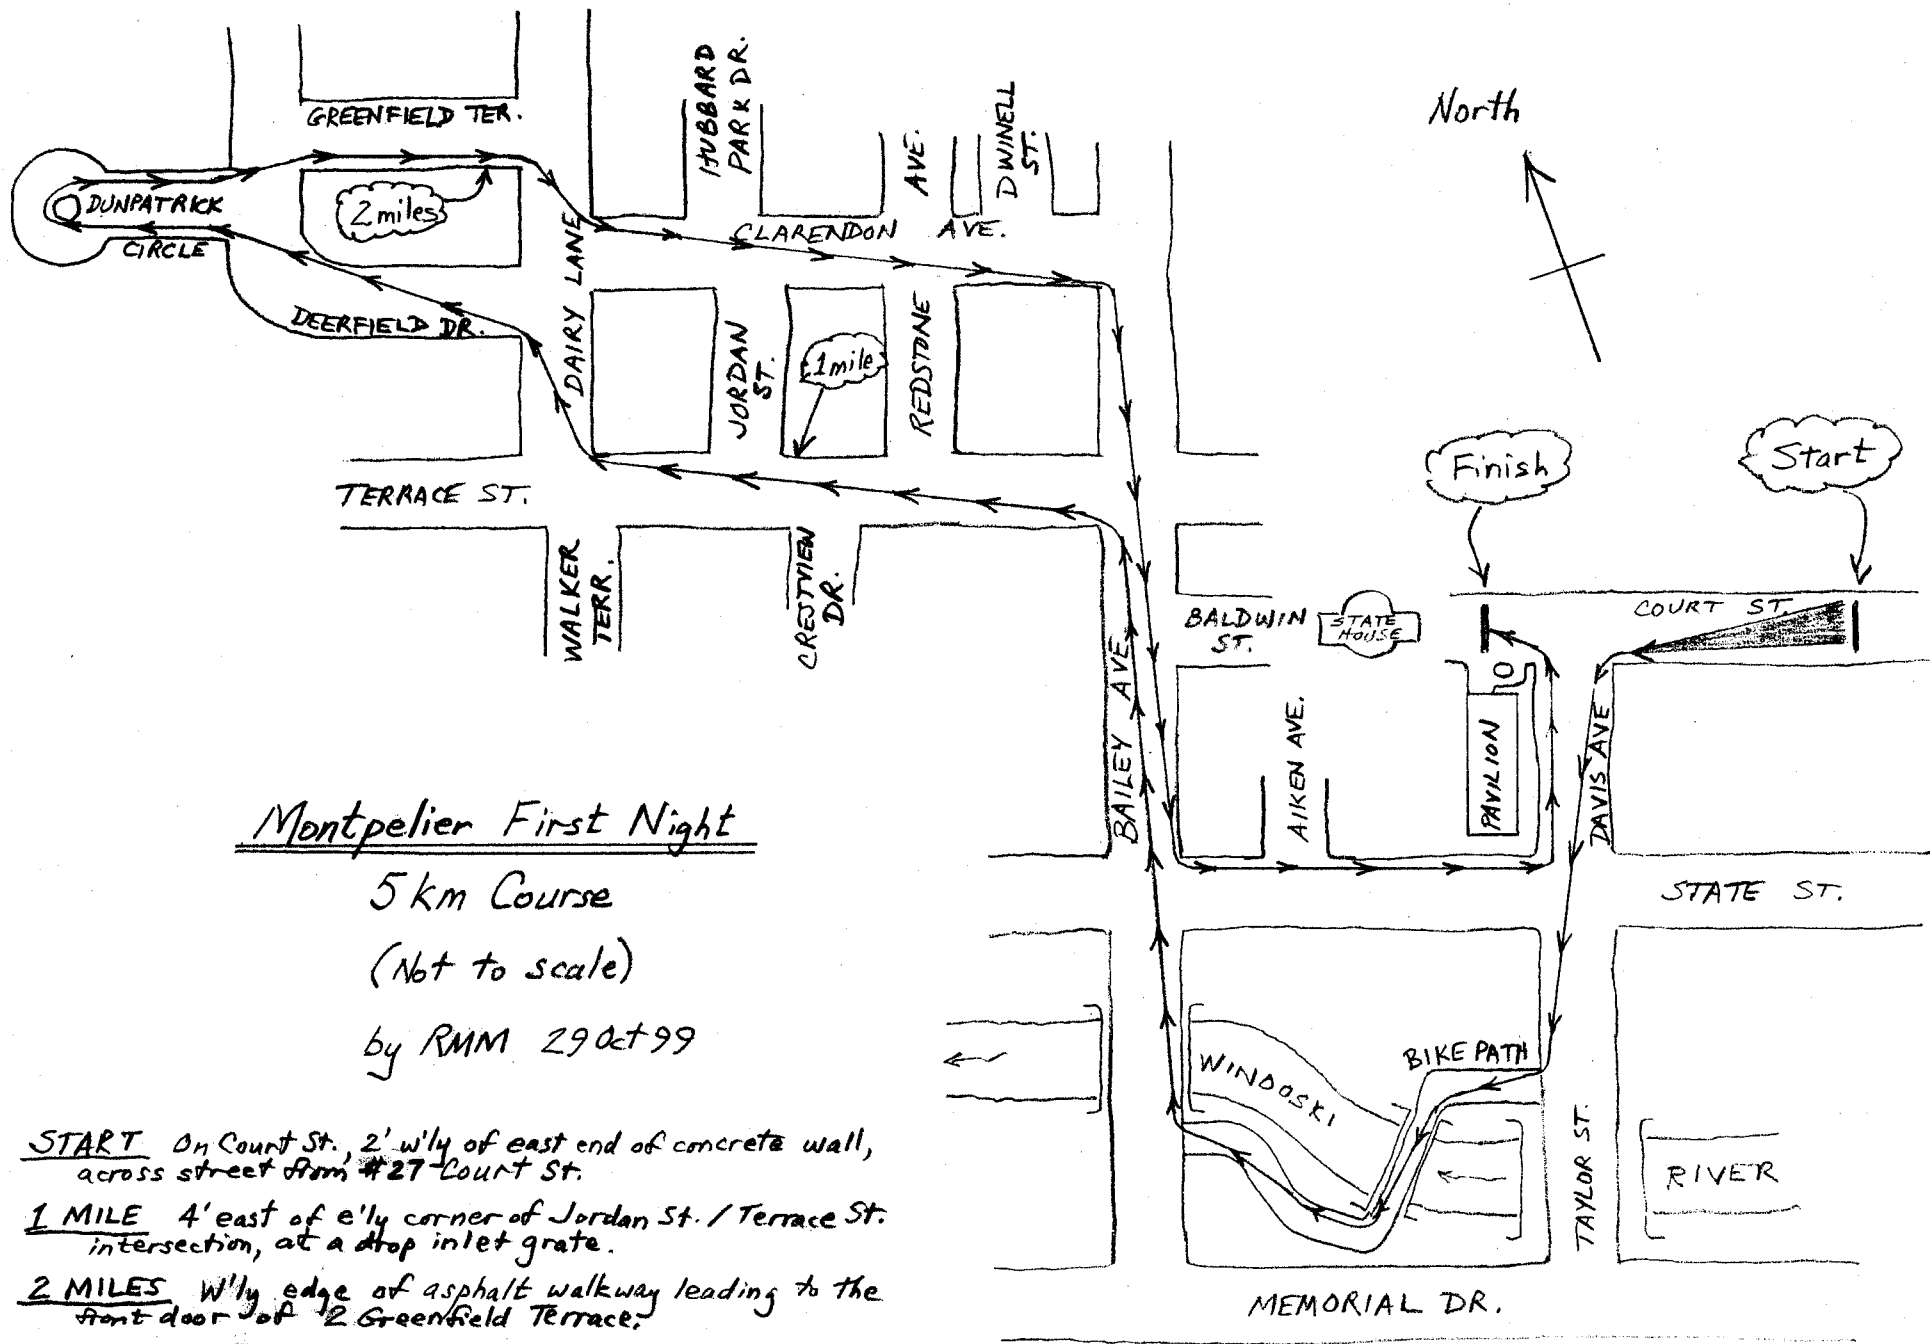 GREENFIELD TER.
HUBBARD
PARK DR.
AVE.
DWINELL
ST.
North
DUNPATRICK
CIRCLE
2 miles
CLARENDON AVE.
DAIRY LANE
DEERFIELD DR.
JORDAN
ST.
1 mile
REDSTONE
Finish
Start
TERRACE ST.
WALKER
TERR.
CRESTVIEW
DR.
BALDWIN
ST.
STATE
HOUSE
COURT ST.
BAILEY AVE.
AIKEN AVE.
PAVILION
DAVIS AVE
STATE ST.
Montpelier First Night
5 km Course
(Not to scale)
by RMM 29 Oct 99
BIKE PATH
WINOOSKI
RIVER
TAYLOR ST.
MEMORIAL DR.
START On Court St., 2' w'ly of east end of concrete wall,
across street from #27 Court St.
1 MILE 4' east of e'ly corner of Jordan St. / Terrace St.
intersection, at a drop inlet grate.
2 MILES W'ly edge of asphalt walkway leading to the
front door of 2 Greenfield Terrace.